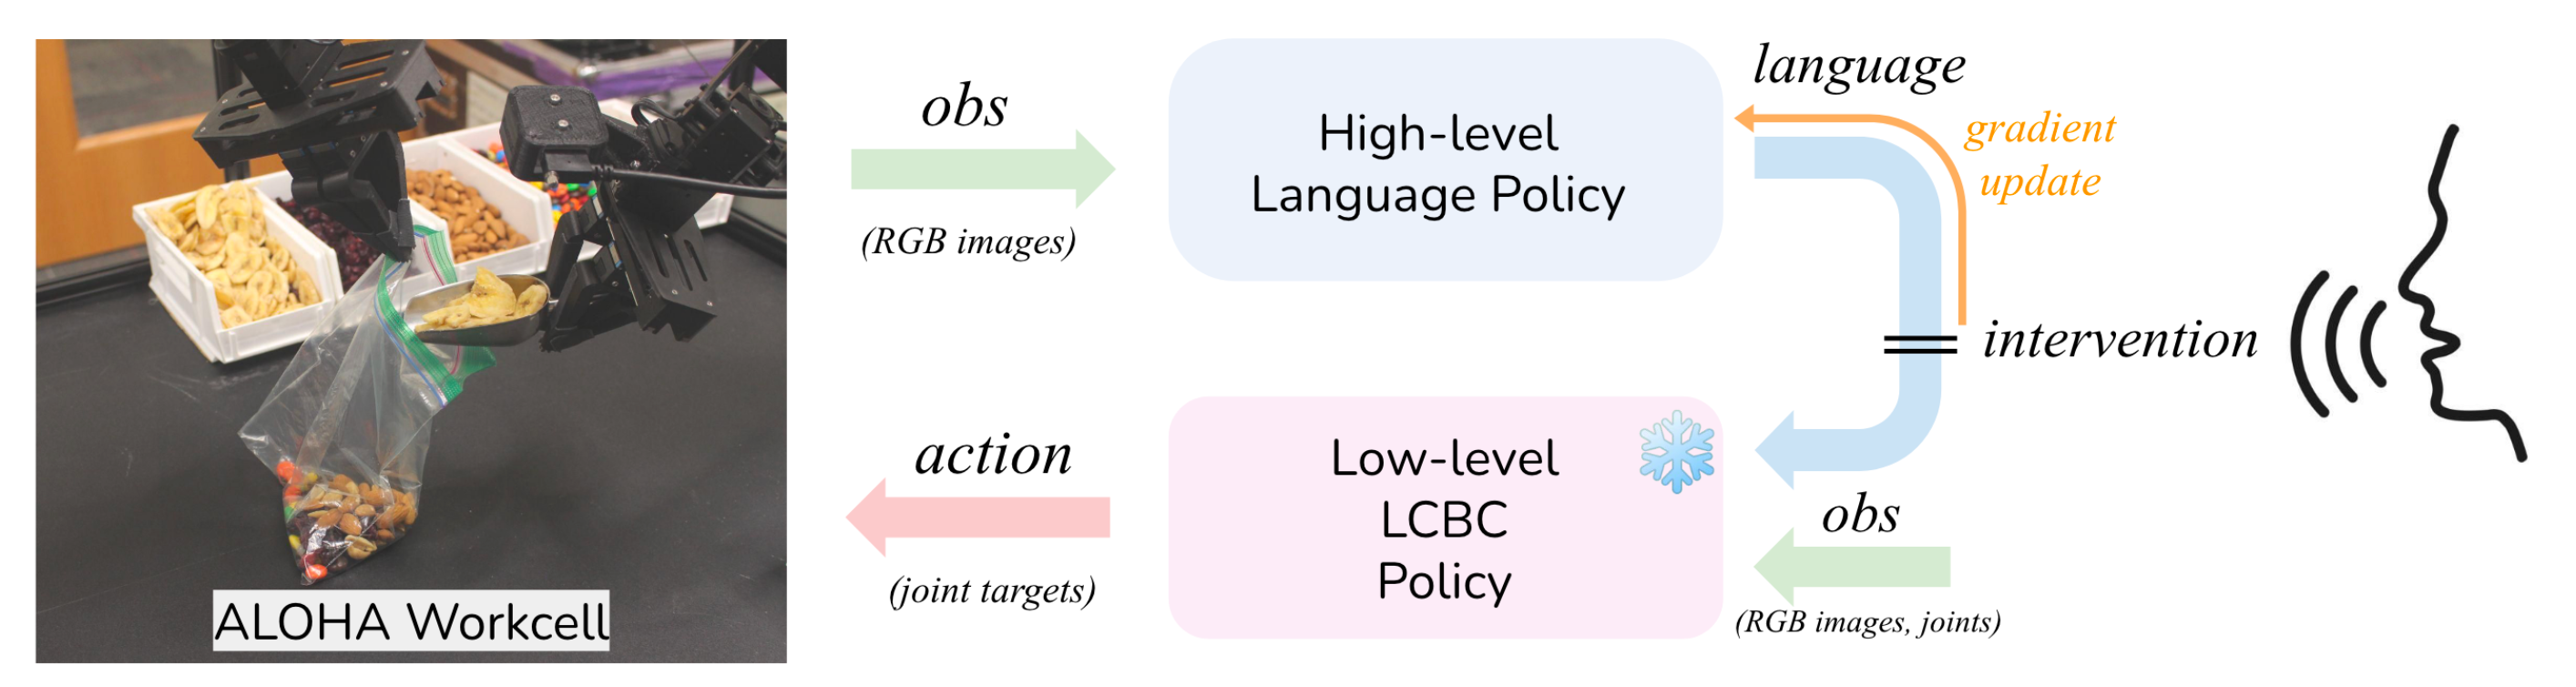 obs
(RGB images)
High-level
Language Policy
language
gradient
update
intervention
action
(joint targets)
Low-level
LCBC
Policy
obs
(RGB images, joints)
ALOHA Workcell